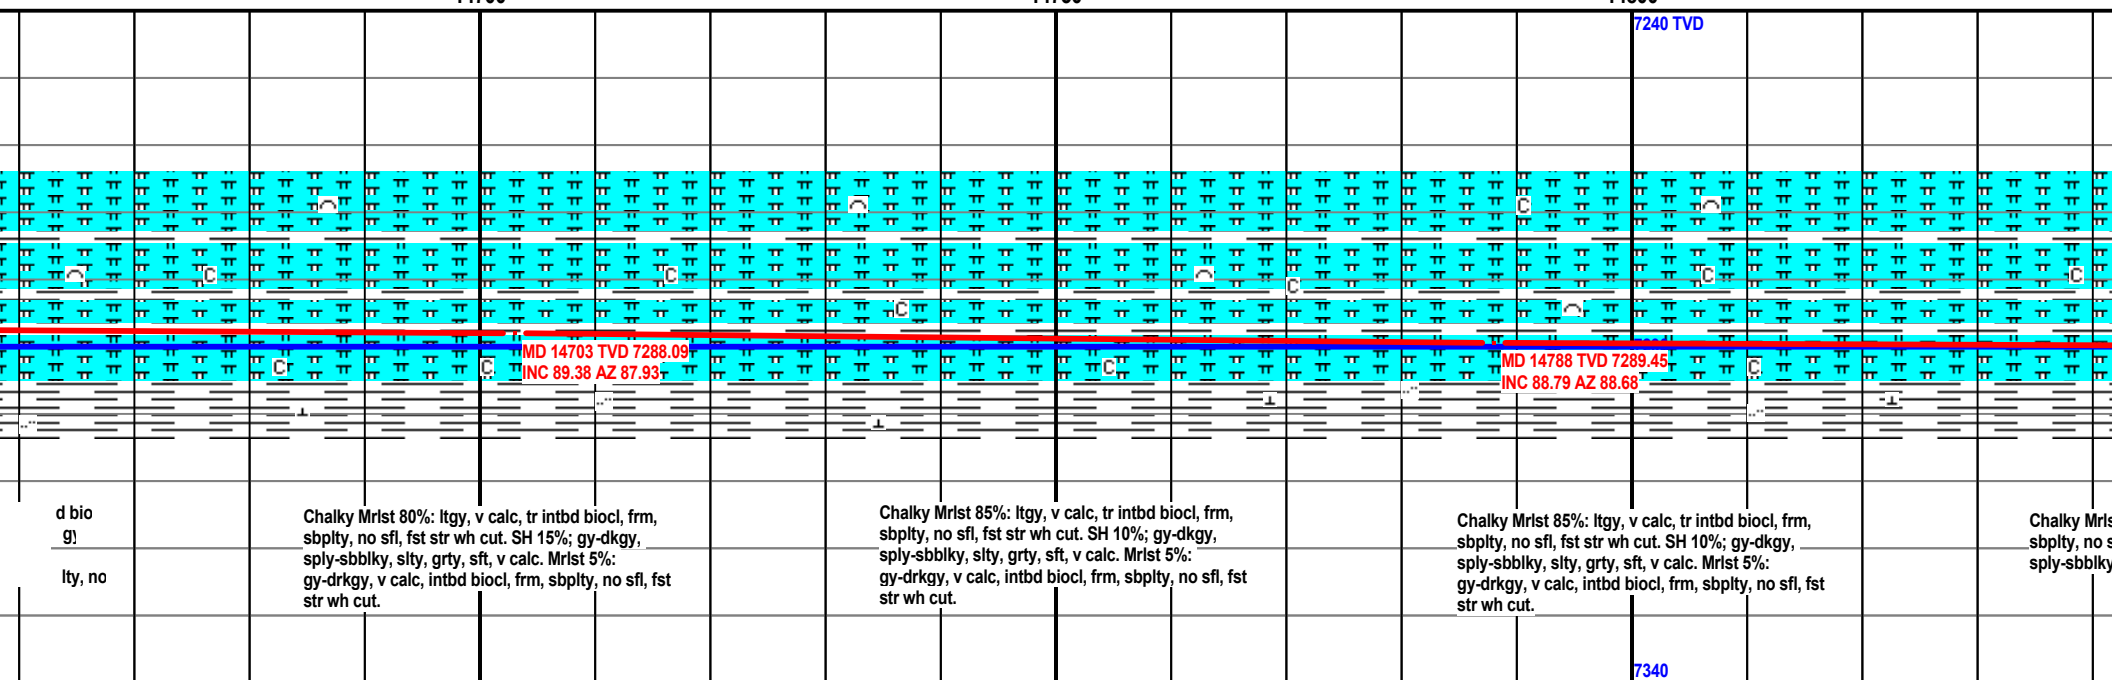 7240 TVD
MD 14703 TVD 7288.09
INC 89.38 AZ 87.93
MD 14788 TVD 7289.45
INC 88.79 AZ 88.68
d bio
lty, no
Chalky Mrlst 80%: ltgy, v calc, tr intbd biocl, frm,
sbplty, no sfl, fst str wh cut. SH 15%; gy-dkgy,
sply-sbblky, slty, grty, sft, v calc. Mrlst 5%:
gy-drkgy, v calc, intbd biocl, frm, sbplty, no sfl, fst
str wh cut.
Chalky Mrlst 85%: ltgy, v calc, tr intbd biocl, frm,
sbplty, no sfl, fst str wh cut. SH 10%; gy-dkgy,
sply-sbblky, slty, grty, sft, v calc. Mrlst 5%:
gy-drkgy, v calc, intbd biocl, frm, sbplty, no sfl, fst
str wh cut.
Chalky Mrlst 85%: ltgy, v calc, tr intbd biocl, frm,
sbplty, no sfl, fst str wh cut. SH 10%; gy-dkgy,
sply-sbblky, slty, grty, sft, v calc. Mrlst 5%:
gy-drkgy, v calc, intbd biocl, frm, sbplty, no sfl, fst
str wh cut.
Chalky Mrls
sbplty, no s
sply-sbblky
7340